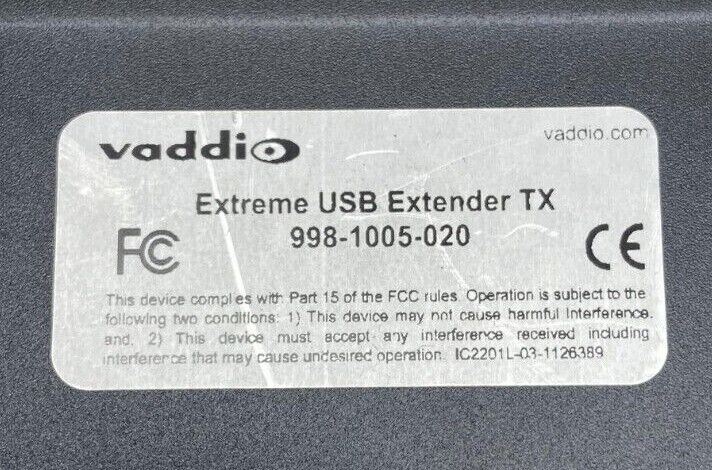 vaddio
vaddio.com
Extreme USB Extender TX
998-1005-020
FC CE
This device complies with Part 15 of the FCC rules. Operation is subject to the
following two conditions: 1) This device may not cause harmful interference.
and, 2) This device must accept any interference received including
interference that may cause undesired operation. IC2201L-03-1126389